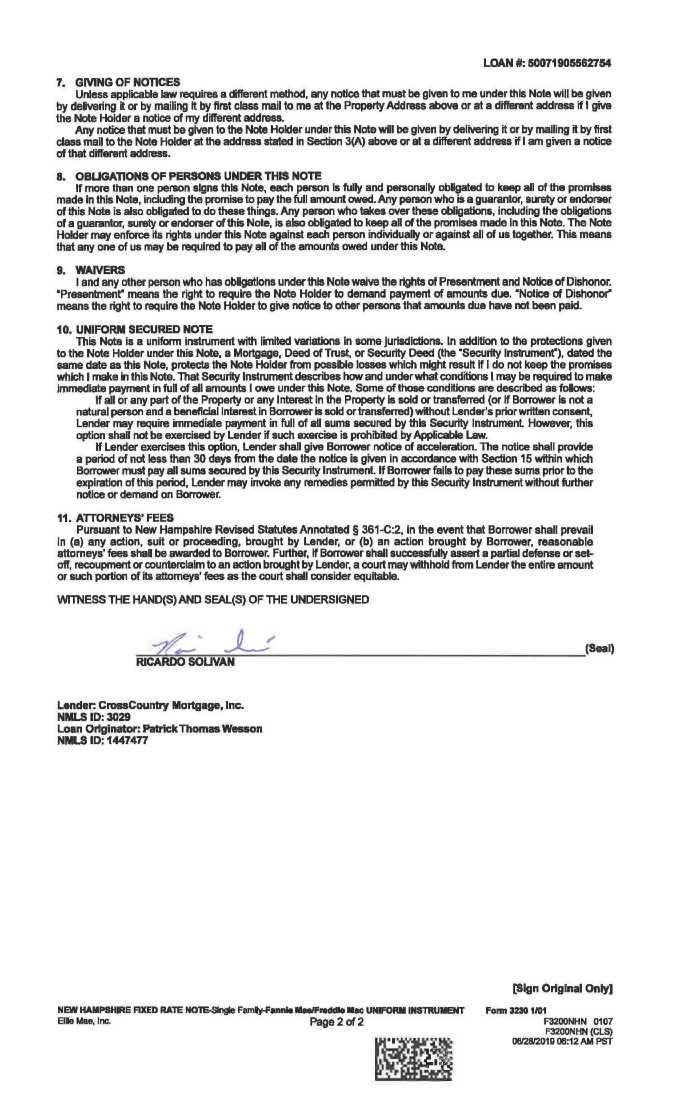 LOAN #: 50071905562754
7. GIVING OF NOTICES
Unless applicable law requires a different method, any notice that must be given to me under this Note will be given
by delivering it or by mailing it by first class mail to me at the Property Address above or at a different address if I give
the Note Holder a notice of my different address.
Any notice that must be given to the Note Holder under this Note will be given by delivering it or by mailing it by first
class mail to the Note Holder at the address stated in Section 3(A) above or at a different address if I am given a notice
of that different address.
8. OBLIGATIONS OF PERSONS UNDER THIS NOTE
If more than one person signs this Note, each person is fully and personally obligated to keep all of the promises
made in this Note, including the promise to pay the full amount owed. Any person who is a guarantor, surety or endorser
of this Note is also obligated to do these things. Any person who takes over these obligations, including the obligations
of a guarantor, surety or endorser of this Note, is also obligated to keep all of the promises made in this Note. The Note
Holder may enforce its rights under this Note against each person individually or against all of us together. This means
that any one of us may be required to pay all of the amounts owed under this Note.
9. WAIVERS
I and any other person who has obligations under this Note waive the rights of Presentment and Notice of Dishonor.
"Presentment" means the right to require the Note Holder to demand payment of amounts due. "Notice of Dishonor"
means the right to require the Note Holder to give notice to other persons that amounts due have not been paid.
10. UNIFORM SECURED NOTE
This Note is a uniform instrument with limited variations in some jurisdictions. In addition to the protections given
to the Note Holder under this Note, a Mortgage, Deed of Trust, or Security Deed (the "Security Instrument"), dated the
same date as this Note, protects the Note Holder from possible losses which might result if I do not keep the promises
which I make in this Note. That Security Instrument describes how and under what conditions I may be required to make
immediate payment in full of all amounts I owe under this Note. Some of those conditions are described as follows:
If all or any part of the Property or any Interest in the Property is sold or transferred (or if Borrower is not a
natural person and a beneficial interest in Borrower is sold or transferred) without Lender's prior written consent,
Lender may require immediate payment in full of all sums secured by this Security Instrument. However, this
option shall not be exercised by Lender if such exercise is prohibited by Applicable Law.
If Lender exercises this option, Lender shall give Borrower notice of acceleration. The notice shall provide
a period of not less than 30 days from the date the notice is given in accordance with Section 15 within which
Borrower must pay all sums secured by this Security Instrument. If Borrower fails to pay these sums prior to the
expiration of this period, Lender may invoke any remedies permitted by this Security Instrument without further
notice or demand on Borrower.
11. ATTORNEYS' FEES
Pursuant to New Hampshire Revised Statutes Annotated § 361-C:2, in the event that Borrower shall prevail
in (a) any action, suit or proceeding, brought by Lender, or (b) an action brought by Borrower, reasonable
attorneys' fees shall be awarded to Borrower. Further, if Borrower shall successfully assert a partial defense or set-
off, recoupment or counterclaim to an action brought by Lender, a court may withhold from Lender the entire amount
or such portion of its attorneys' fees as the court shall consider equitable.
WITNESS THE HAND(S) AND SEAL(S) OF THE UNDERSIGNED
(Seal)
RICARDO SOLIVAN
Lender: CrossCountry Mortgage, Inc.
NMLS ID: 3029
Loan Originator: Patrick Thomas Wesson
NMLS ID: 1447477
[Sign Original Only]
NEW HAMPSHIRE FIXED RATE NOTE-Single Family-Fannie Mae/Freddie Mac UNIFORM INSTRUMENT Form 3230 1/01
Ellie Mae, Inc. Page 2 of 2 F3200NHN 0107
F3200NHN (CLS)
06/28/2019 06:12 AM PST